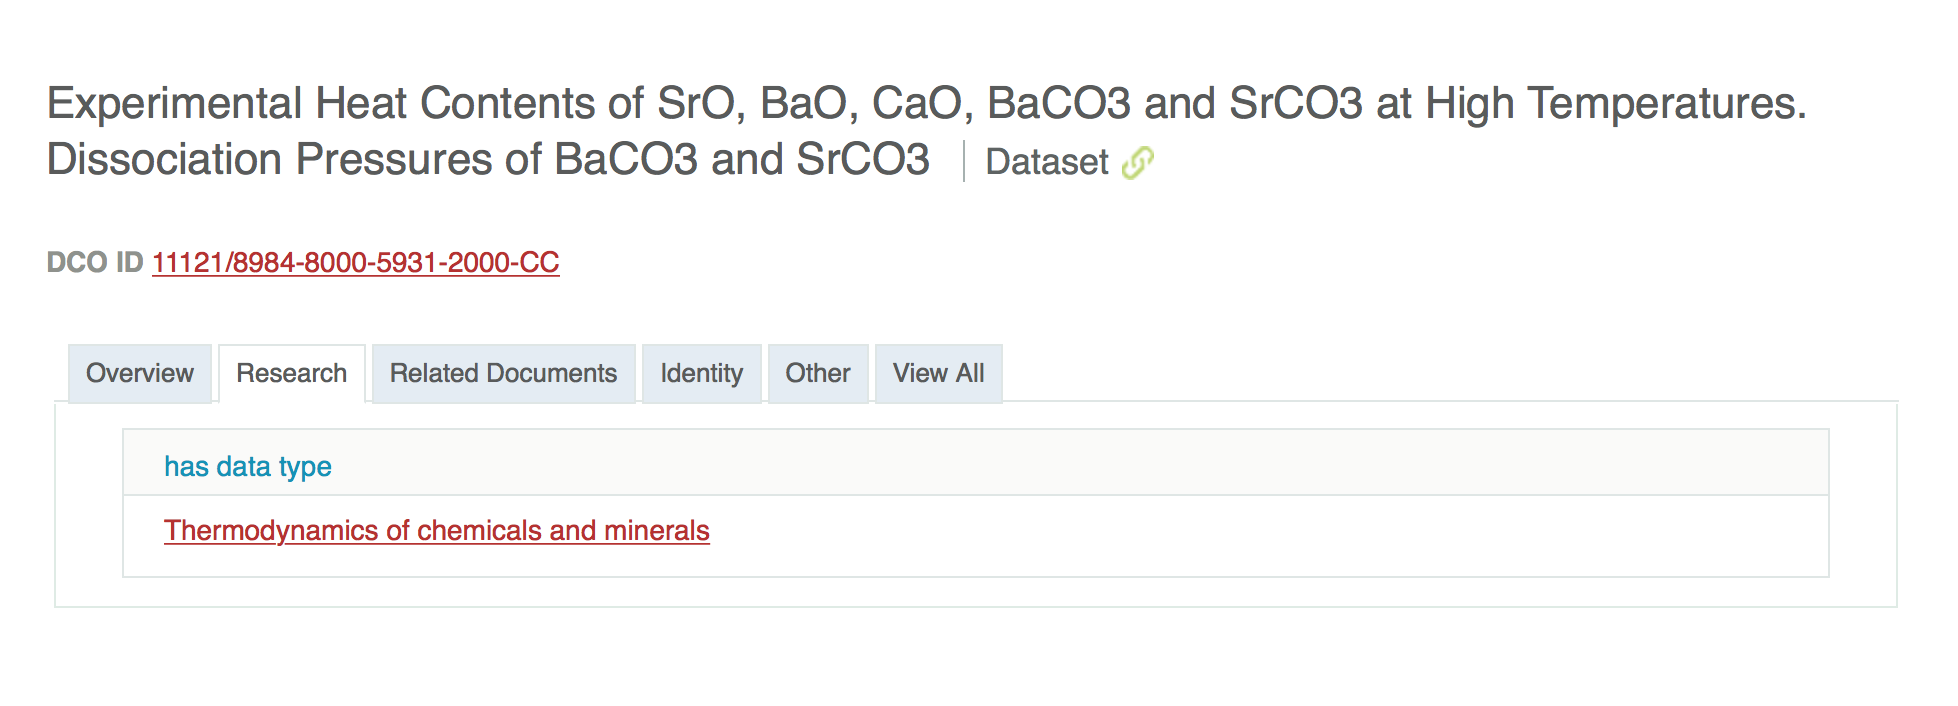 Experimental Heat Contents of SrO, BaO, CaO, BaCO3 and SrCO3 at High Temperatures.
Dissociation Pressures of BaCO3 and SrCO3 Dataset
DCO ID 11121/8984-8000-5931-2000-CC
Overview Research Related Documents Identity Other View All
has data type
Thermodynamics of chemicals and minerals